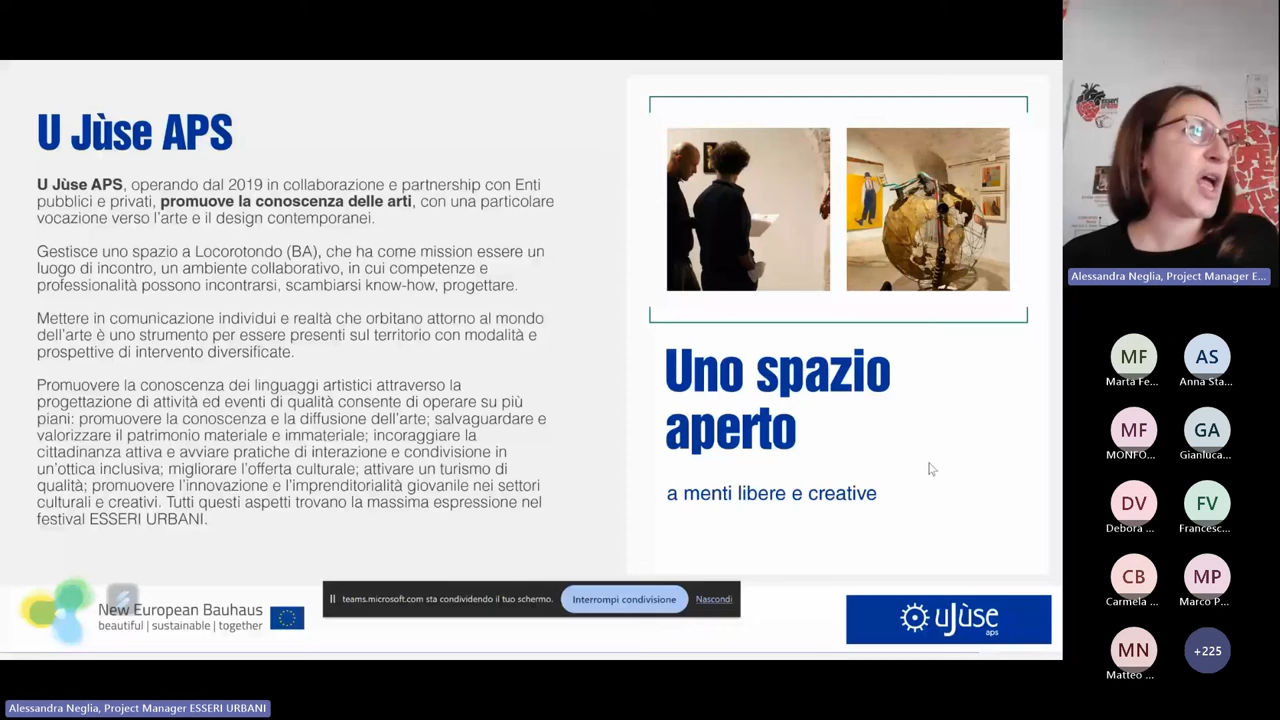 U Jùse APS
U Jùse APS, operando dal 2019 in collaborazione e partnership con Enti
pubblici e privati, promuove la conoscenza delle arti, con una particolare
vocazione verso l'arte e il design contemporanei.
Gestisce uno spazio a Locorotondo (BA), che ha come mission essere un
luogo di incontro, un ambiente collaborativo, in cui competenze e
professionalità possono incontrarsi, scambiarsi know-how, progettare.
Mettere in comunicazione individui e realtà che orbitano attorno al mondo
dell'arte è uno strumento per essere presenti sul territorio con modalità e
prospettive di intervento diversificate.
Promuovere la conoscenza dei linguaggi artistici attraverso la
progettazione di attività ed eventi di qualità consente di operare su più
piani: promuovere la conoscenza e la diffusione dell'arte; salvaguardare e
valorizzare il patrimonio materiale e immateriale; incoraggiare la
cittadinanza attiva e avviare pratiche di interazione e condivisione in
un'ottica inclusiva; migliorare l'offerta culturale; attivare un turismo di
qualità; promuovere l'innovazione e l'imprenditorialità giovanile nei settori
culturali e creativi. Tutti questi aspetti trovano la massima espressione nel
festival ESSERI URBANI.
Uno spazio
aperto
a menti libere e creative
New European Bauhaus
beautiful | sustainable | together
teams.microsoft.com sta condividendo il tuo schermo.
Interrompi condivisione
Nascondi
uJùse
aps
Alessandra Neglia, Project Manager E...
MF
AS
Marta Fe...
Anna Sta...
MF
GA
MONFO...
Gianluca...
DV
FV
Debora ...
Francesc...
CB
MP
Carmela ...
Marco P...
MN
+225
Matteo ...
Alessandra Neglia, Project Manager ESSERI URBANI